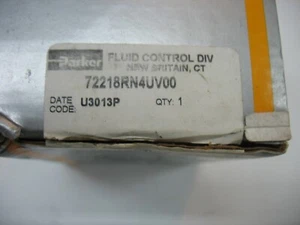 Parker FLUID CONTROL DIV
NEW BRITAIN, CT
72218RN4UV00
DATE CODE: U3013P QTY. 1